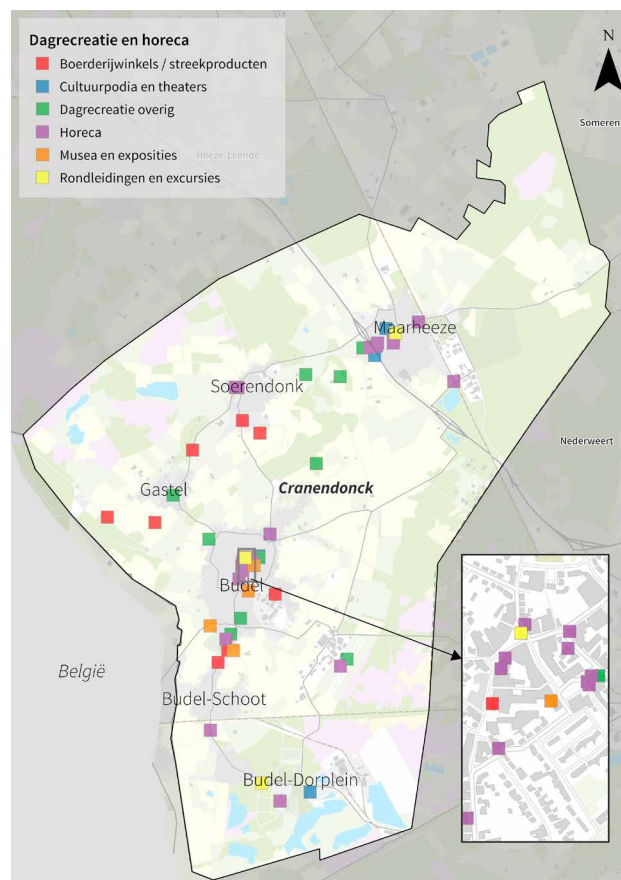 Dagrecreatie en horeca
Boerderijwinkels / streekproducten
Cultuurpodia en theaters
Dagrecreatie overig
Horeca
Musea en exposities
Rondleidingen en excursies
N
Someren
Heeze-Leende
Maarheeze
Soerendonk
Nederweert
Gastel
Cranendonck
Budel
België
Budel-Schoot
Budel-Dorplein